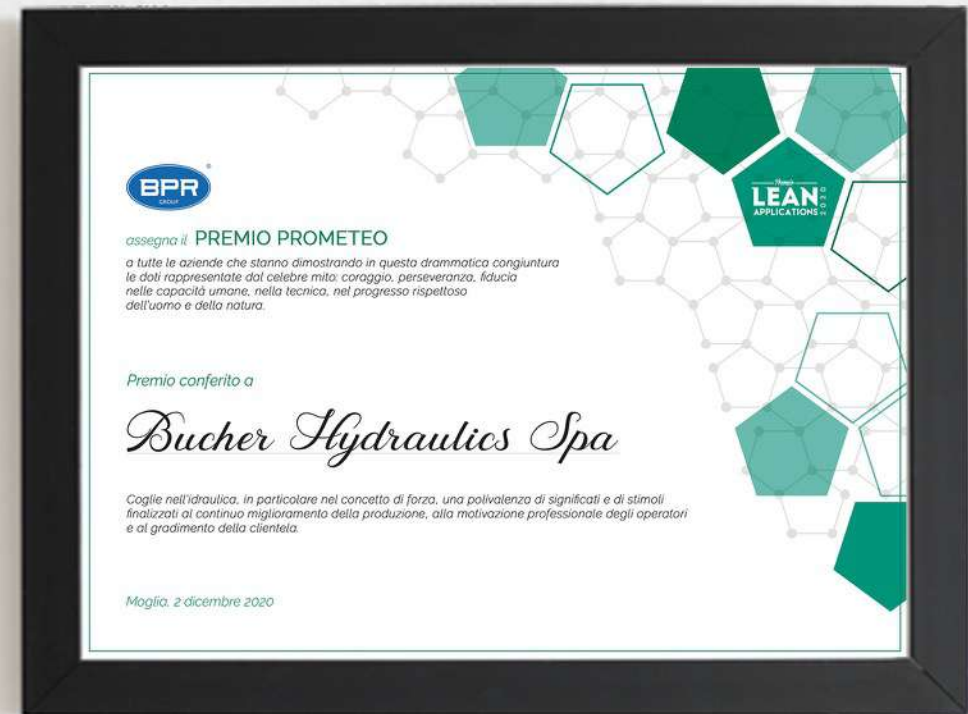 BPR
GROUP
®
assegna il PREMIO PROMETEO
a tutte le aziende che stanno dimostrando in questa drammatica congiuntura
le doti rappresentate dal celebre mito: coraggio, perseveranza, fiducia
nelle capacità umane, nella tecnica, nel progresso rispettoso
dell'uomo e della natura.
LEAN
APPLICATIONS
2020
Premio conferito a
Bucher Hydraulics Spa
Coglie nell'idraulica, in particolare nel concetto di forza, una polivalenza di significati e di stimoli
finalizzati al continuo miglioramento della produzione, alla motivazione professionale degli operatori
e al gradimento della clientela.
Moglia, 2 dicembre 2020